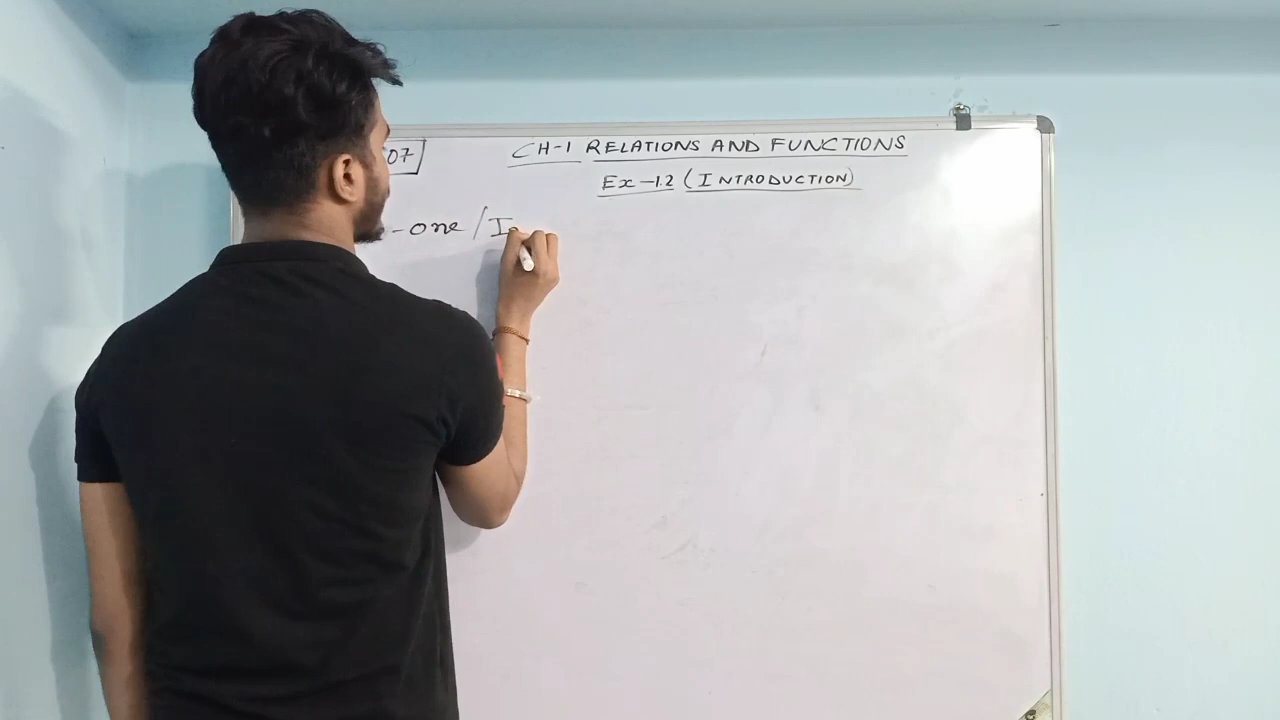 07
CH-1 RELATIONS AND FUNCTIONS
Ex-1.2 (INTRODUCTION)
-one / I